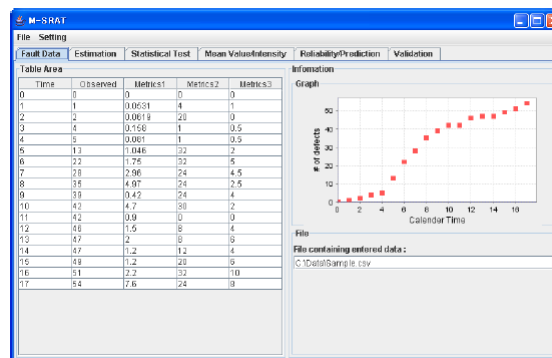 M-SRAT
File Setting
Fault Data Estimation Statistical Test Mean Value/Intensity Reliability/Prediction Validation
Table Area
Time Observed Metrics1 Metrics2 Metrics3
0 0 0 0 0
1 1 0.0531 4 1
2 2 0.0619 20 0
3 4 0.158 1 0.5
4 5 0.081 1 0.5
5 13 1.046 32 2
6 22 1.75 32 5
7 28 2.96 24 4.5
8 35 4.97 24 2.5
9 39 0.42 24 4
10 42 4.7 30 2
11 42 0.9 0 0
12 46 1.5 8 4
13 47 2 8 6
14 47 1.2 12 4
15 49 1.2 20 6
16 51 2.2 32 10
17 54 7.6 24 8
Infomation
Graph
# of defects
50
40
30
20
10
0
0 2 4 6 8 10 12 14 16
Calender Time
File
File containing entered data :
C:\Data\Sample.csv